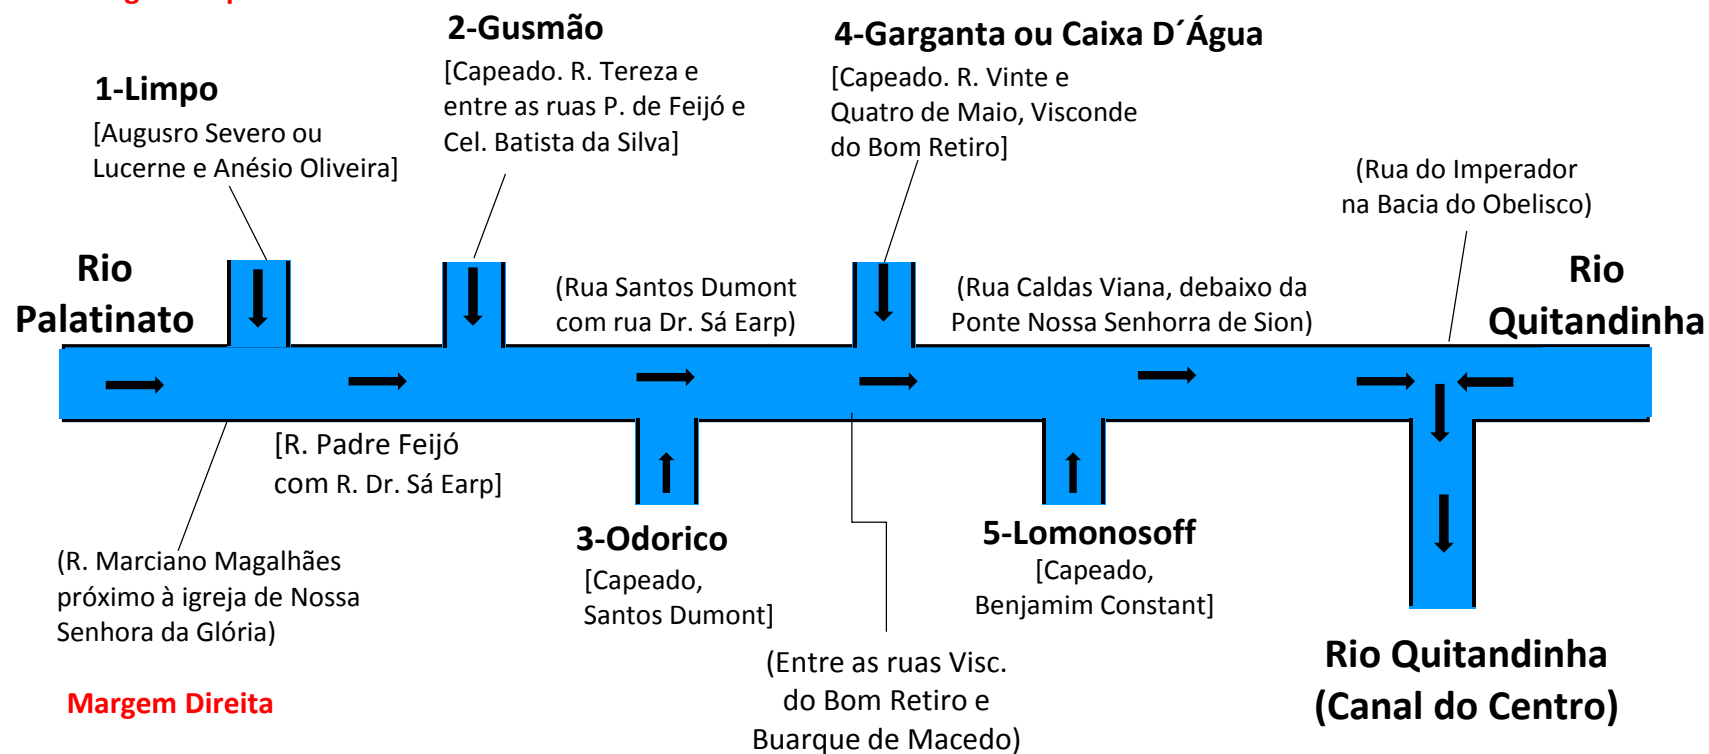 2-Gusmão
[Capeado. R. Tereza e
entre as ruas P. de Feijó e
Cel. Batista da Silva]
4-Garganta ou Caixa D´Água
[Capeado. R. Vinte e
Quatro de Maio, Visconde
do Bom Retiro]
1-Limpo
[Augusro Severo ou
Lucerne e Anésio Oliveira]
(Rua do Imperador
na Bacia do Obelisco)
Rio
Palatinato
(Rua Santos Dumont
com rua Dr. Sá Earp)
(Rua Caldas Viana, debaixo da
Ponte Nossa Senhorra de Sion)
Rio
Quitandinha
[R. Padre Feijó
com R. Dr. Sá Earp]
(R. Marciano Magalhães
próximo à igreja de Nossa
Senhora da Glória)
3-Odorico
[Capeado,
Santos Dumont]
5-Lomonosoff
[Capeado,
Benjamim Constant]
(Entre as ruas Visc.
do Bom Retiro e
Buarque de Macedo)
Rio Quitandinha
(Canal do Centro)
Margem Direita